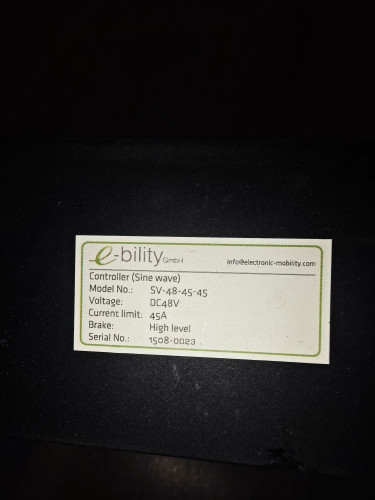 e-bility GmbH
info@electronic-mobility.com
Controller (Sine wave)
Model No.: SV-48-45-45
Voltage: DC48V
Current limit: 45A
Brake: High level
Serial No.: 1508-0023